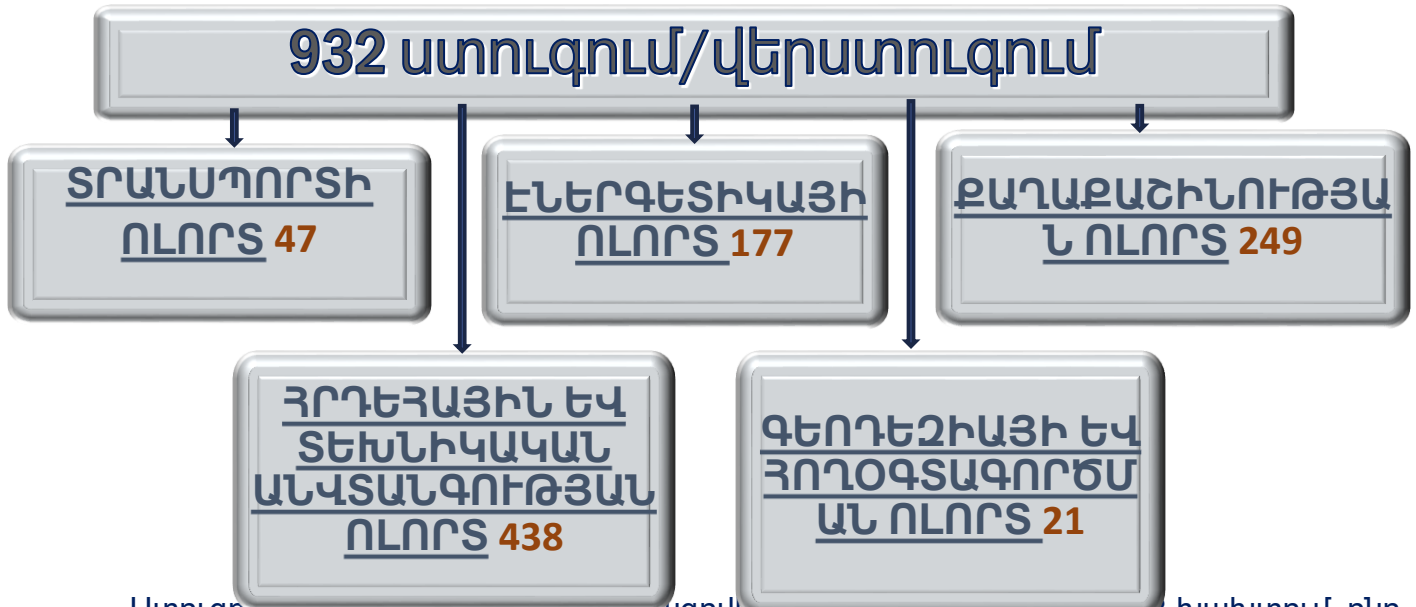 932 ստուգում/վերստուգում
ՏՐԱՆՍՊՈՐՏԻ
ՈԼՈՐՏ 47
ԷՆԵՐԳԵՏԻԿԱՅԻ
ՈԼՈՐՏ 177
ՔԱՂԱՔԱՇԻՆՈՒԹՅԱ
Ն ՈԼՈՐՏ 249
ՀՐԴԵՀԱՅԻՆ ԵՎ
ՏԵԽՆԻԿԱԿԱՆ
ԱՆՎՏԱՆԳՈՒԹՅԱՆ
ՈԼՈՐՏ 438
ԳԵՈԴԵԶԻԱՅԻ ԵՎ
ՀՈՂՕԳՏԱԳՈՐԾՄ
ԱՆ ՈԼՈՐՏ 21